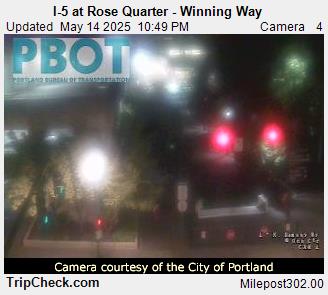 I-5 at Rose Quarter - Winning Way
Updated May 14 2025 10:49 PM Camera 4
PBOT
PORTLAND BUREAU OF TRANSPORTATION
Camera courtesy of the City of Portland
TripCheck.com Milepost302.00